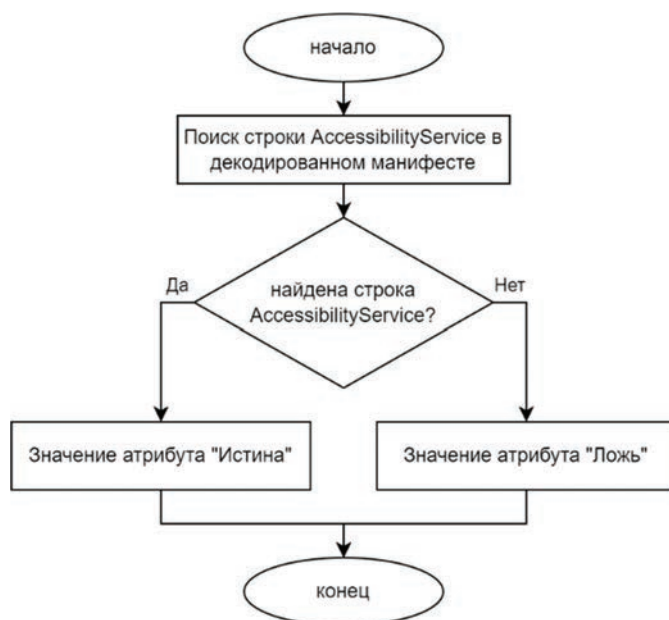 начало
Поиск строки AccessibilityService в
декодированном манифесте
Да
Нет
найдена строка
AccessibilityService?
Значение атрибута "Истина"
Значение атрибута "Ложь"
конец